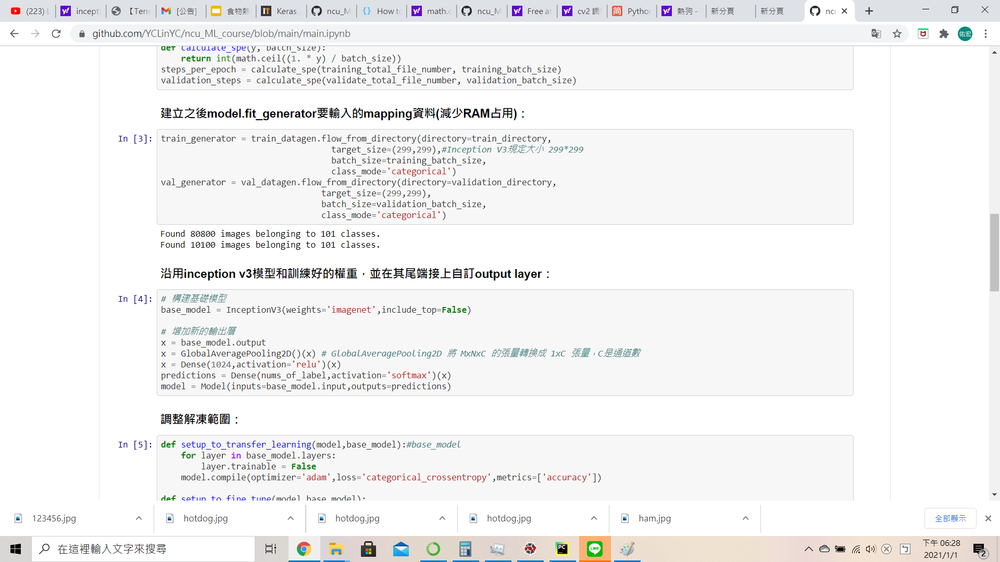 (223) L
incepti
【Tens
[公告]
食物熱
Keras
ncu_M
How to
math.c
ncu_M
Free at
cv2 調
Python
熱狗 -
新分頁
新分頁
ncu
github.com/YCLinYC/ncu_ML_course/blob/main/main.ipynb
佑宏
def calculate_spe(y, batch_size):
return int(math.ceil((1. * y) / batch_size))
steps_per_epoch = calculate_spe(training_total_file_number, training_batch_size)
validation_steps = calculate_spe(validate_total_file_number, validation_batch_size)
建立之後model.fit_generator要輸入的mapping資料(減少RAM占用)：
In [3]:
train_generator = train_datagen.flow_from_directory(directory=train_directory,
target_size=(299,299),#Inception V3規定大小 299*299
batch_size=training_batch_size,
class_mode='categorical')
val_generator = val_datagen.flow_from_directory(directory=validation_directory,
target_size=(299,299),
batch_size=validation_batch_size,
class_mode='categorical')
Found 80800 images belonging to 101 classes.
Found 10100 images belonging to 101 classes.
沿用inception v3模型和訓練好的權重，並在其尾端接上自訂output layer：
In [4]:
# 構建基礎模型
base_model = InceptionV3(weights='imagenet',include_top=False)
# 增加新的輸出層
x = base_model.output
x = GlobalAveragePooling2D()(x) # GlobalAveragePooling2D 將 MxNxC 的張量轉換成 1xC 張量，C是通道數
x = Dense(1024,activation='relu')(x)
predictions = Dense(nums_of_label,activation='softmax')(x)
model = Model(inputs=base_model.input,outputs=predictions)
調整解凍範圍：
In [5]:
def setup_to_transfer_learning(model,base_model):#base_model
for layer in base_model.layers:
layer.trainable = False
model.compile(optimizer='adam',loss='categorical_crossentropy',metrics=['accuracy'])
def setup_to_fine_tune(model,base_model):
123456.jpg
hotdog.jpg
hotdog.jpg
hotdog.jpg
ham.jpg
全部顯示
在這裡輸入文字來搜尋
PC
LINE
ㄅ
下午 06:28
2021/1/1
2